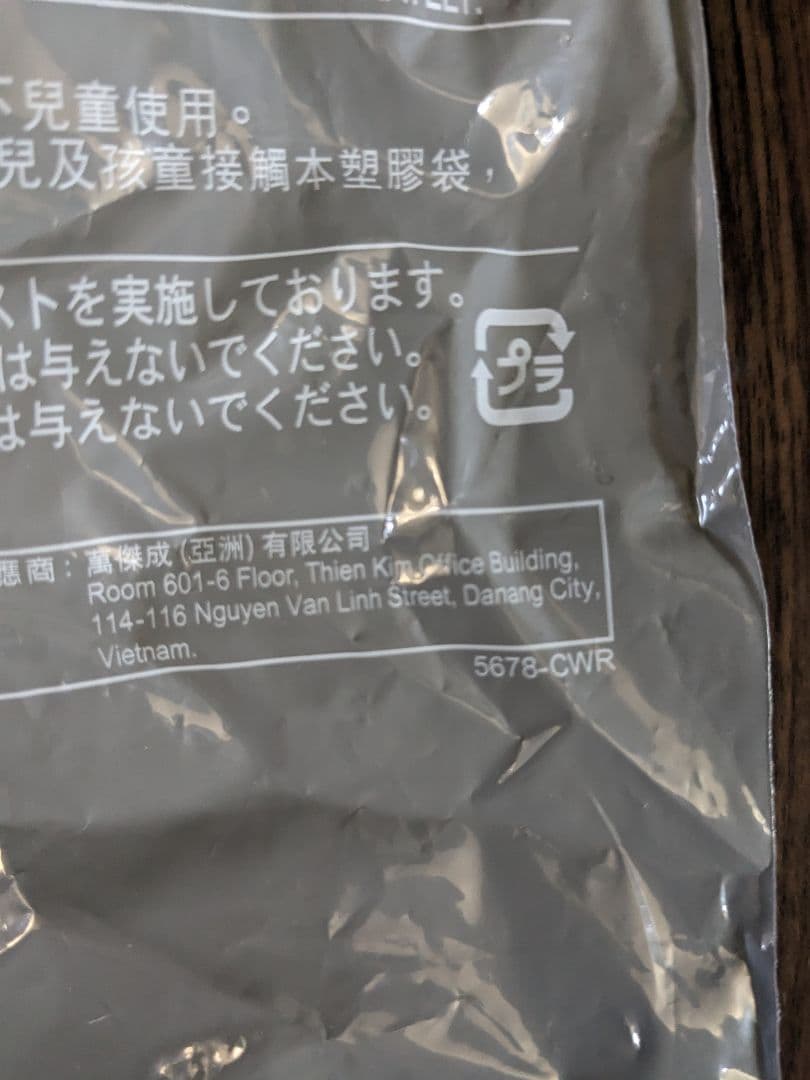 兒童使用。
兒及孩童接觸本塑膠袋，
ストを実施しております。
は与えないでください。
プラ
は与えないでください。
應商：萬傑成(亞洲)有限公司
Room 601-6 Floor, Thien Kim Office Building,
114-116 Nguyen Van Linh Street, Danang City,
Vietnam.
5678-CWR